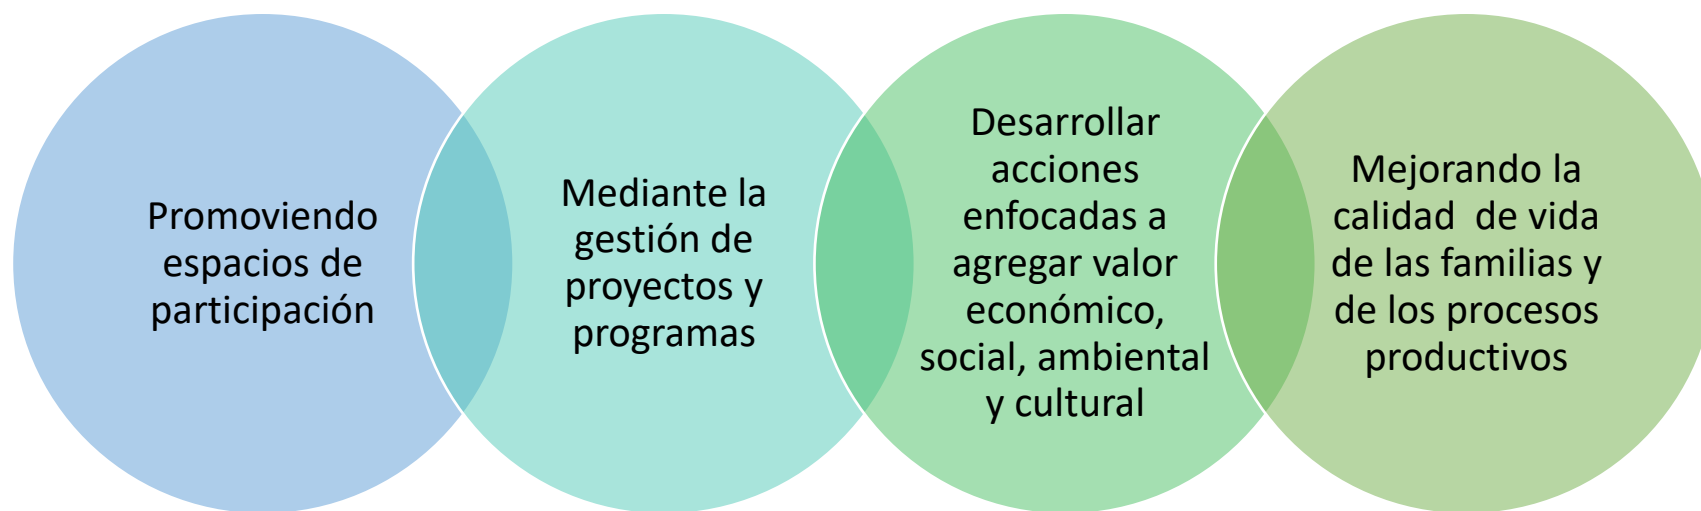 Promoviendo
espacios de
participación
Mediante la
gestión de
proyectos y
programas
Desarrollar
acciones
enfocadas a
agregar valor
económico,
social, ambiental
y cultural
Mejorando la
calidad  de vida
de las familias y
de los procesos
productivos